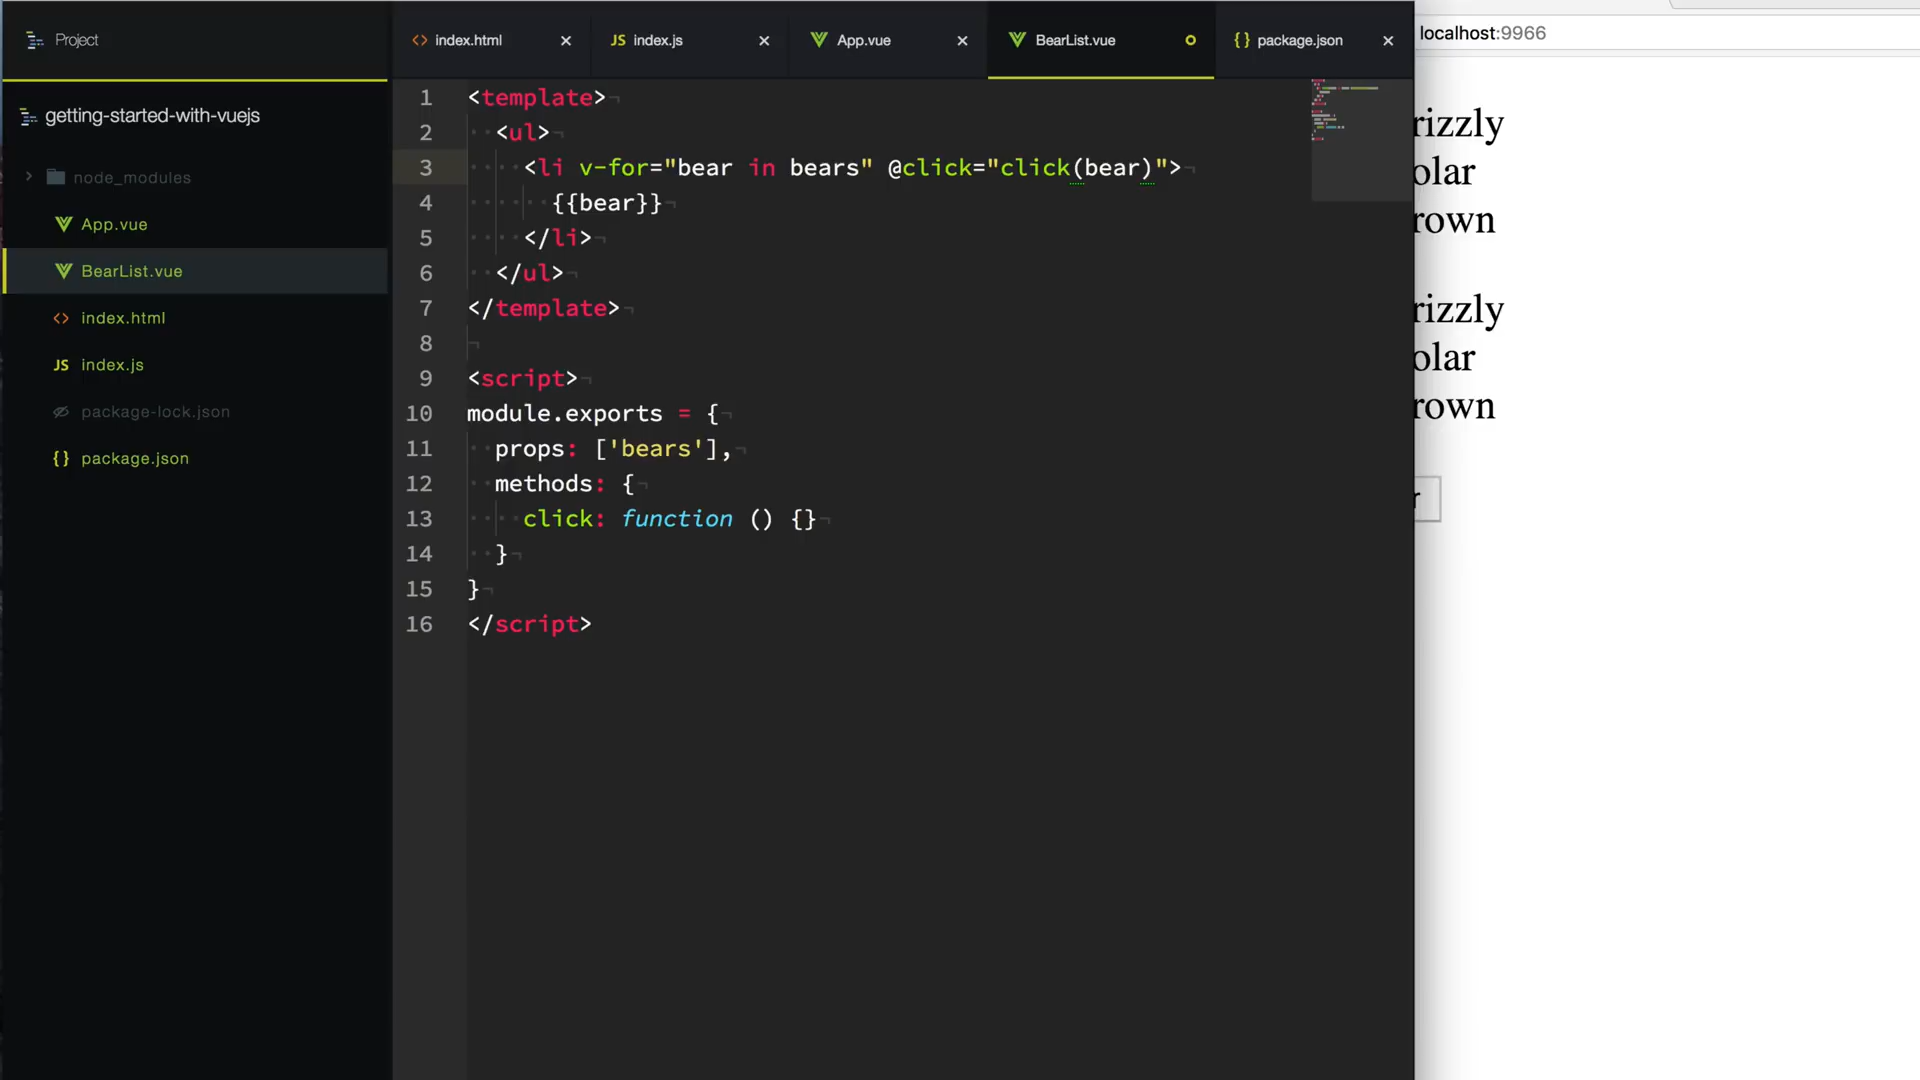 Project
getting-started-with-vuejs
node_modules
App.vue
BearList.vue
index.html
JS index.js
package-lock.json
{} package.json
index.html
JS index.js
App.vue
BearList.vue
{} package.json
1 <template>
2 <ul>
3 <li v-for="bear in bears" @click="click(bear)">
4 {{bear}}
5 </li>
6 </ul>
7 </template>
8
9 <script>
10 module.exports = {
11 props: ['bears'],
12 methods: {
13 click: function () {}
14 }
15 }
16 </script>
localhost:9966
rizzly
olar
rown
rizzly
olar
rown
r